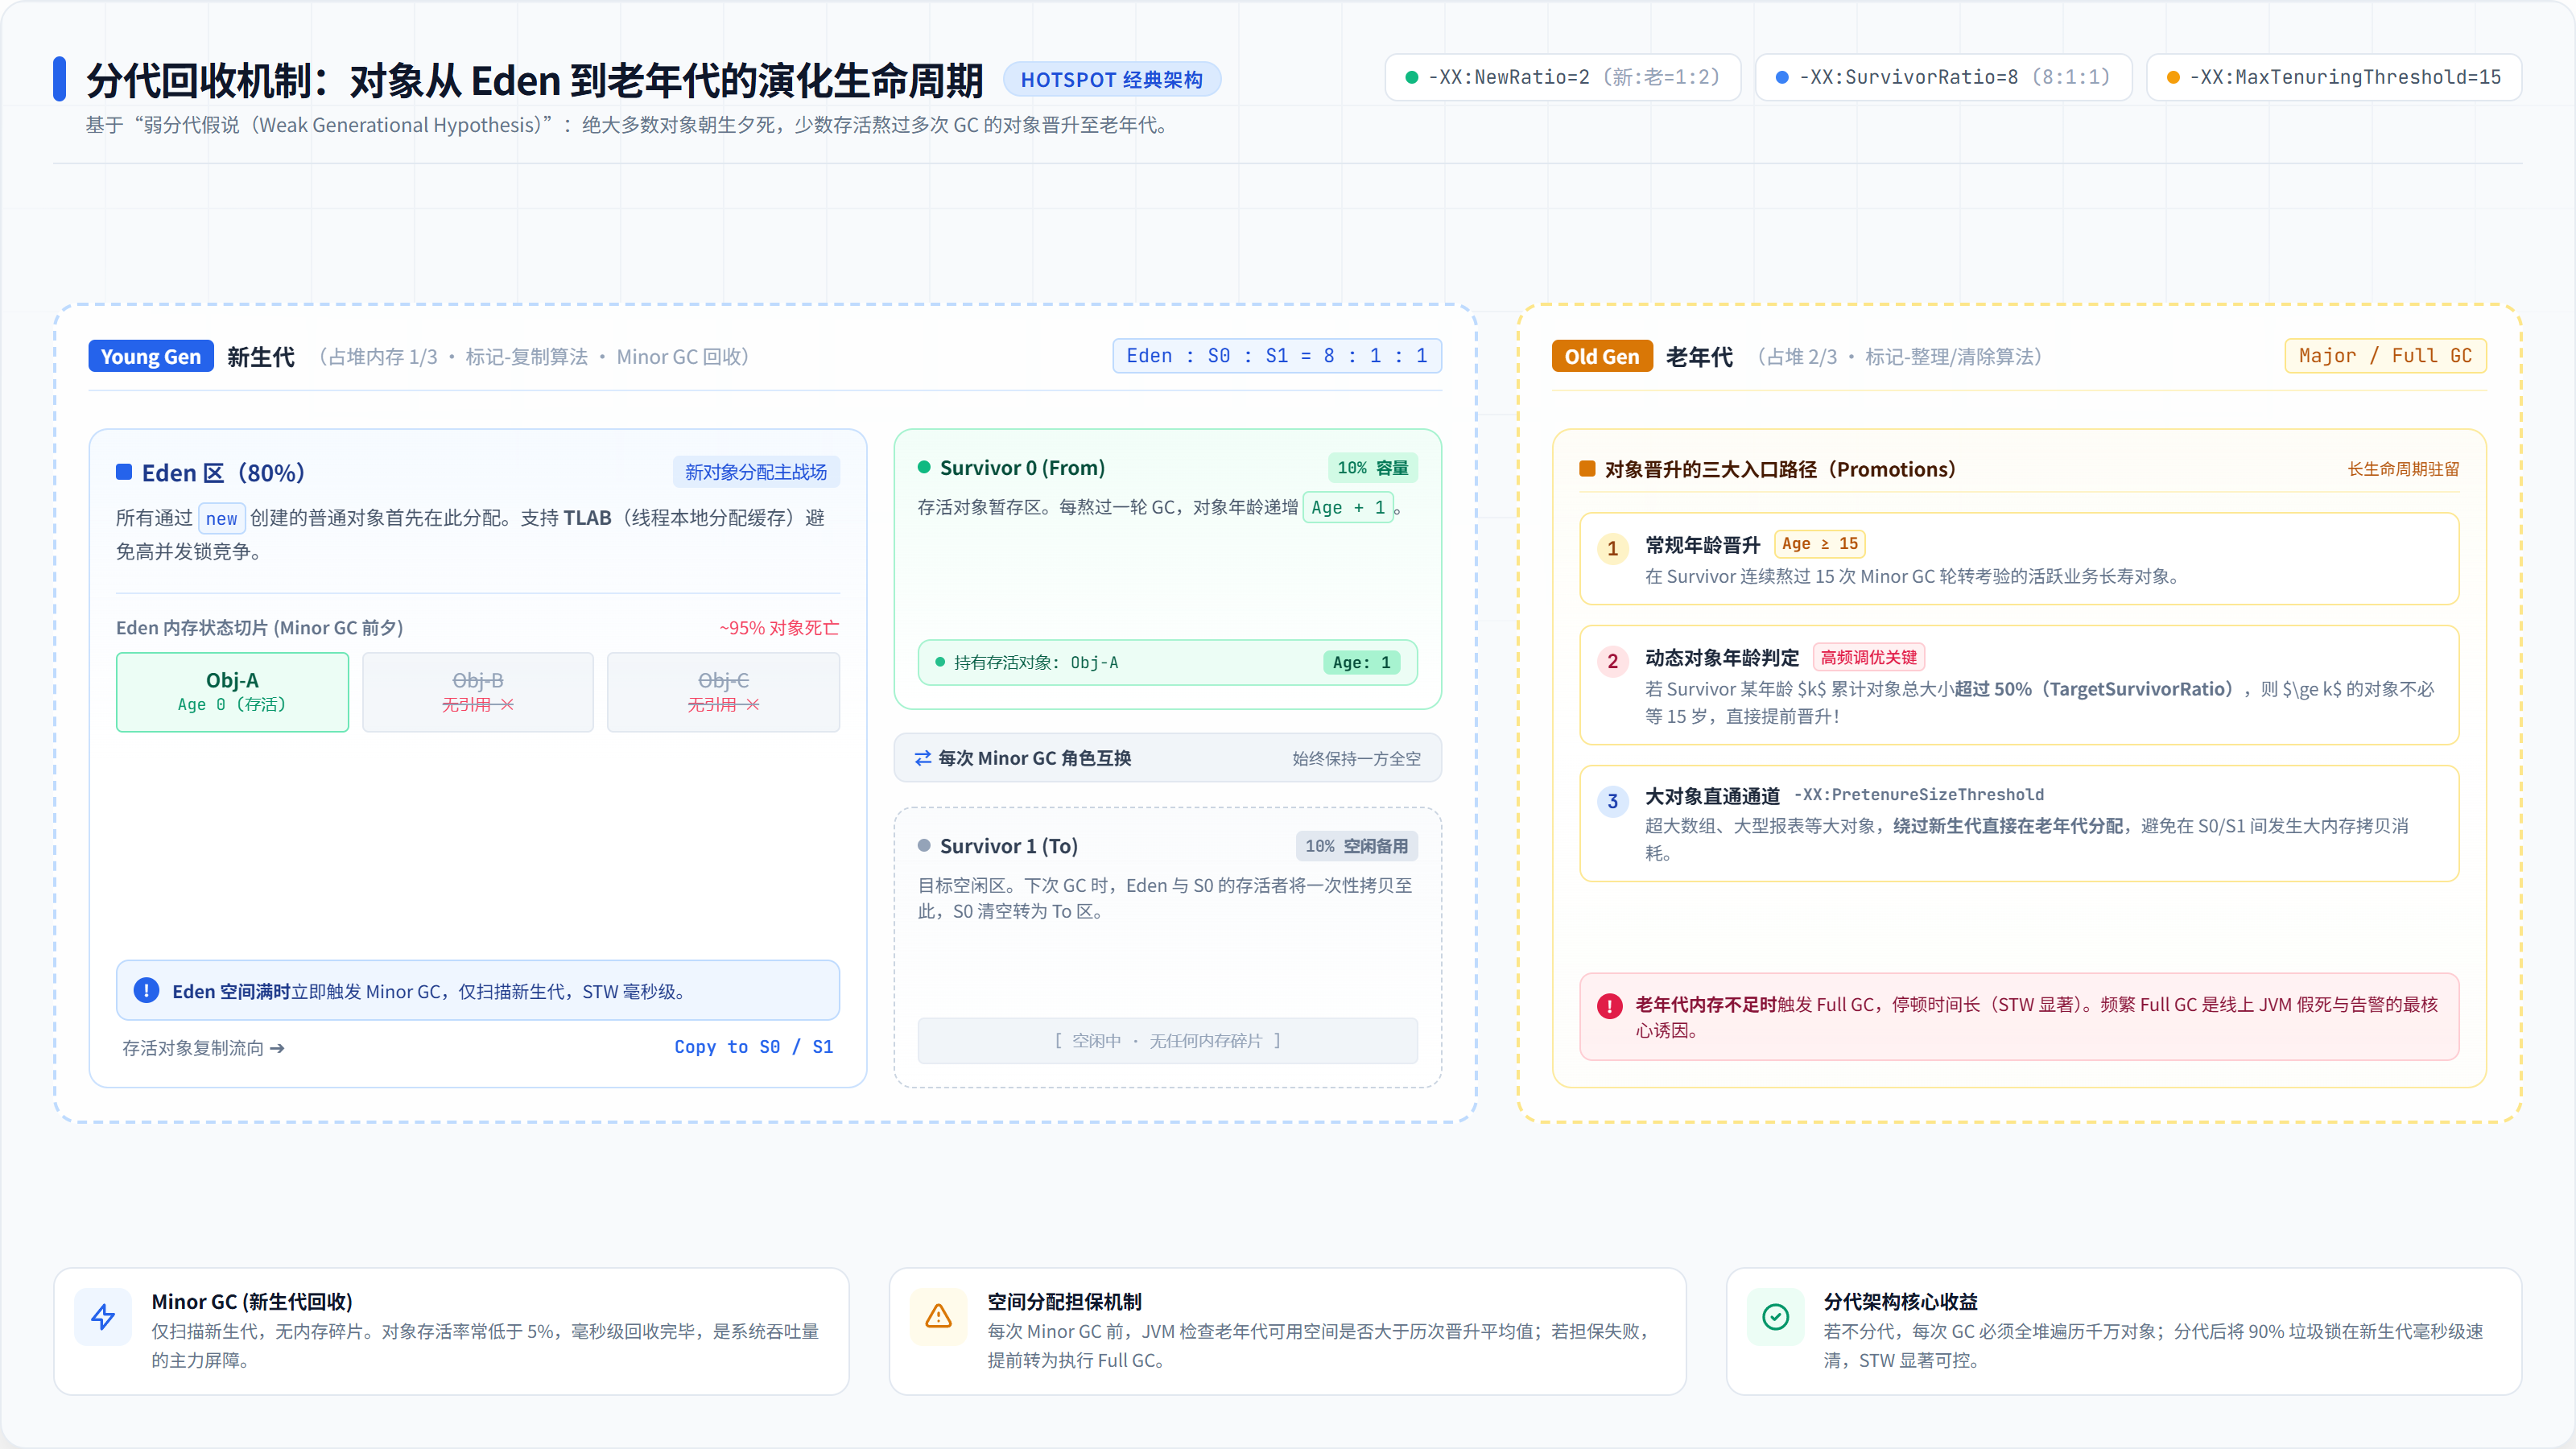 分代回收机制：对象从 Eden 到老年代的演化生命周期
HOTSPOT 经典架构
-XX:NewRatio=2 (新:老=1:2)
-XX:SurvivorRatio=8 (8:1:1)
-XX:MaxTenuringThreshold=15
基于“弱分代假说（Weak Generational Hypothesis）”：绝大多数对象朝生夕死，少数存活熬过多次 GC 的对象晋升至老年代。
Young Gen 新生代 （占堆内存 1/3 • 标记-复制算法 • Minor GC 回收）
Eden : S0 : S1 = 8 : 1 : 1
Eden 区（80%）
新对象分配主战场
所有通过 new 创建的普通对象首先在此分配。支持 TLAB（线程本地分配缓存）避
免高并发锁竞争。
Eden 内存状态切片 (Minor GC 前夕)
~95% 对象死亡
Obj-A
Age 0 (存活)
Obj-B
无引用 ×
Obj-C
无引用 ×
! Eden 空间满时立即触发 Minor GC，仅扫描新生代，STW 毫秒级。
存活对象复制流向 ➔
Copy to S0 / S1
Survivor 0 (From)
10% 容量
存活对象暂存区。每熬过一轮 GC，对象年龄递增 Age + 1。
持有存活对象: Obj-A
Age: 1
⇄ 每次 Minor GC 角色互换
始终保持一方全空
Survivor 1 (To)
10% 空闲备用
目标空闲区。下次 GC 时，Eden 与 S0 的存活者将一次性拷贝至
此，S0 清空转为 To 区。
[ 空闲中 · 无任何内存碎片 ]
Old Gen 老年代 （占堆 2/3 • 标记-整理/清除算法）
Major / Full GC
对象晋升的三大入口路径（Promotions）
长生命周期驻留
1 常规年龄晋升 Age ≥ 15
在 Survivor 连续熬过 15 次 Minor GC 轮转考验的活跃业务长寿对象。
2 动态对象年龄判定 高频调优关键
若 Survivor 某年龄 $k$ 累计对象总大小超过 50%（TargetSurvivorRatio），则 $\ge k$ 的对象不必
等 15 岁，直接提前晋升！
3 大对象直通通道 -XX:PretenureSizeThreshold
超大数组、大型报表等大对象，绕过新生代直接在老年代分配，避免在 S0/S1 间发生大内存拷贝消
耗。
! 老年代内存不足时触发 Full GC，停顿时间长（STW 显著）。频繁 Full GC 是线上 JVM 假死与告警的最核
心诱因。
Minor GC (新生代回收)
仅扫描新生代，无内存碎片。对象存活率常低于 5%，毫秒级回收完毕，是系统吞吐量
的主力屏障。
空间分配担保机制
每次 Minor GC 前，JVM 检查老年代可用空间是否大于历次晋升平均值；若担保失败，
提前转为执行 Full GC。
分代架构核心收益
若不分代，每次 GC 必须全堆遍历千万对象；分代后将 90% 垃圾锁在新生代毫秒级速
清，STW 显著可控。